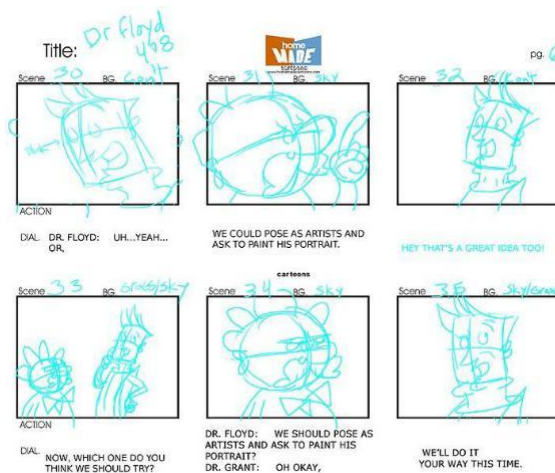 Title: Dr Floyd
408
home
MADE
cartoons
pg. 6
Scene 30 BG. Grant
Scene 31 BG. Sky
Scene 32 BG. Grant
ACTION
DIAL. DR. FLOYD: UH...YEAH...
OR,
WE COULD POSE AS ARTISTS AND
ASK TO PAINT HIS PORTRAIT.
HEY THAT'S A GREAT IDEA TOO!
cartoons
Scene 33 BG. Grass/sky
Scene 34 BG. Sky
Scene 35 BG. Sky/Grass
ACTION
DIAL. NOW, WHICH ONE DO YOU
THINK WE SHOULD TRY?
DR. FLOYD: WE SHOULD POSE AS
ARTISTS AND ASK TO PAINT HIS
PORTRAIT?
DR. GRANT: OH OKAY,
WE'LL DO IT
YOUR WAY THIS TIME.